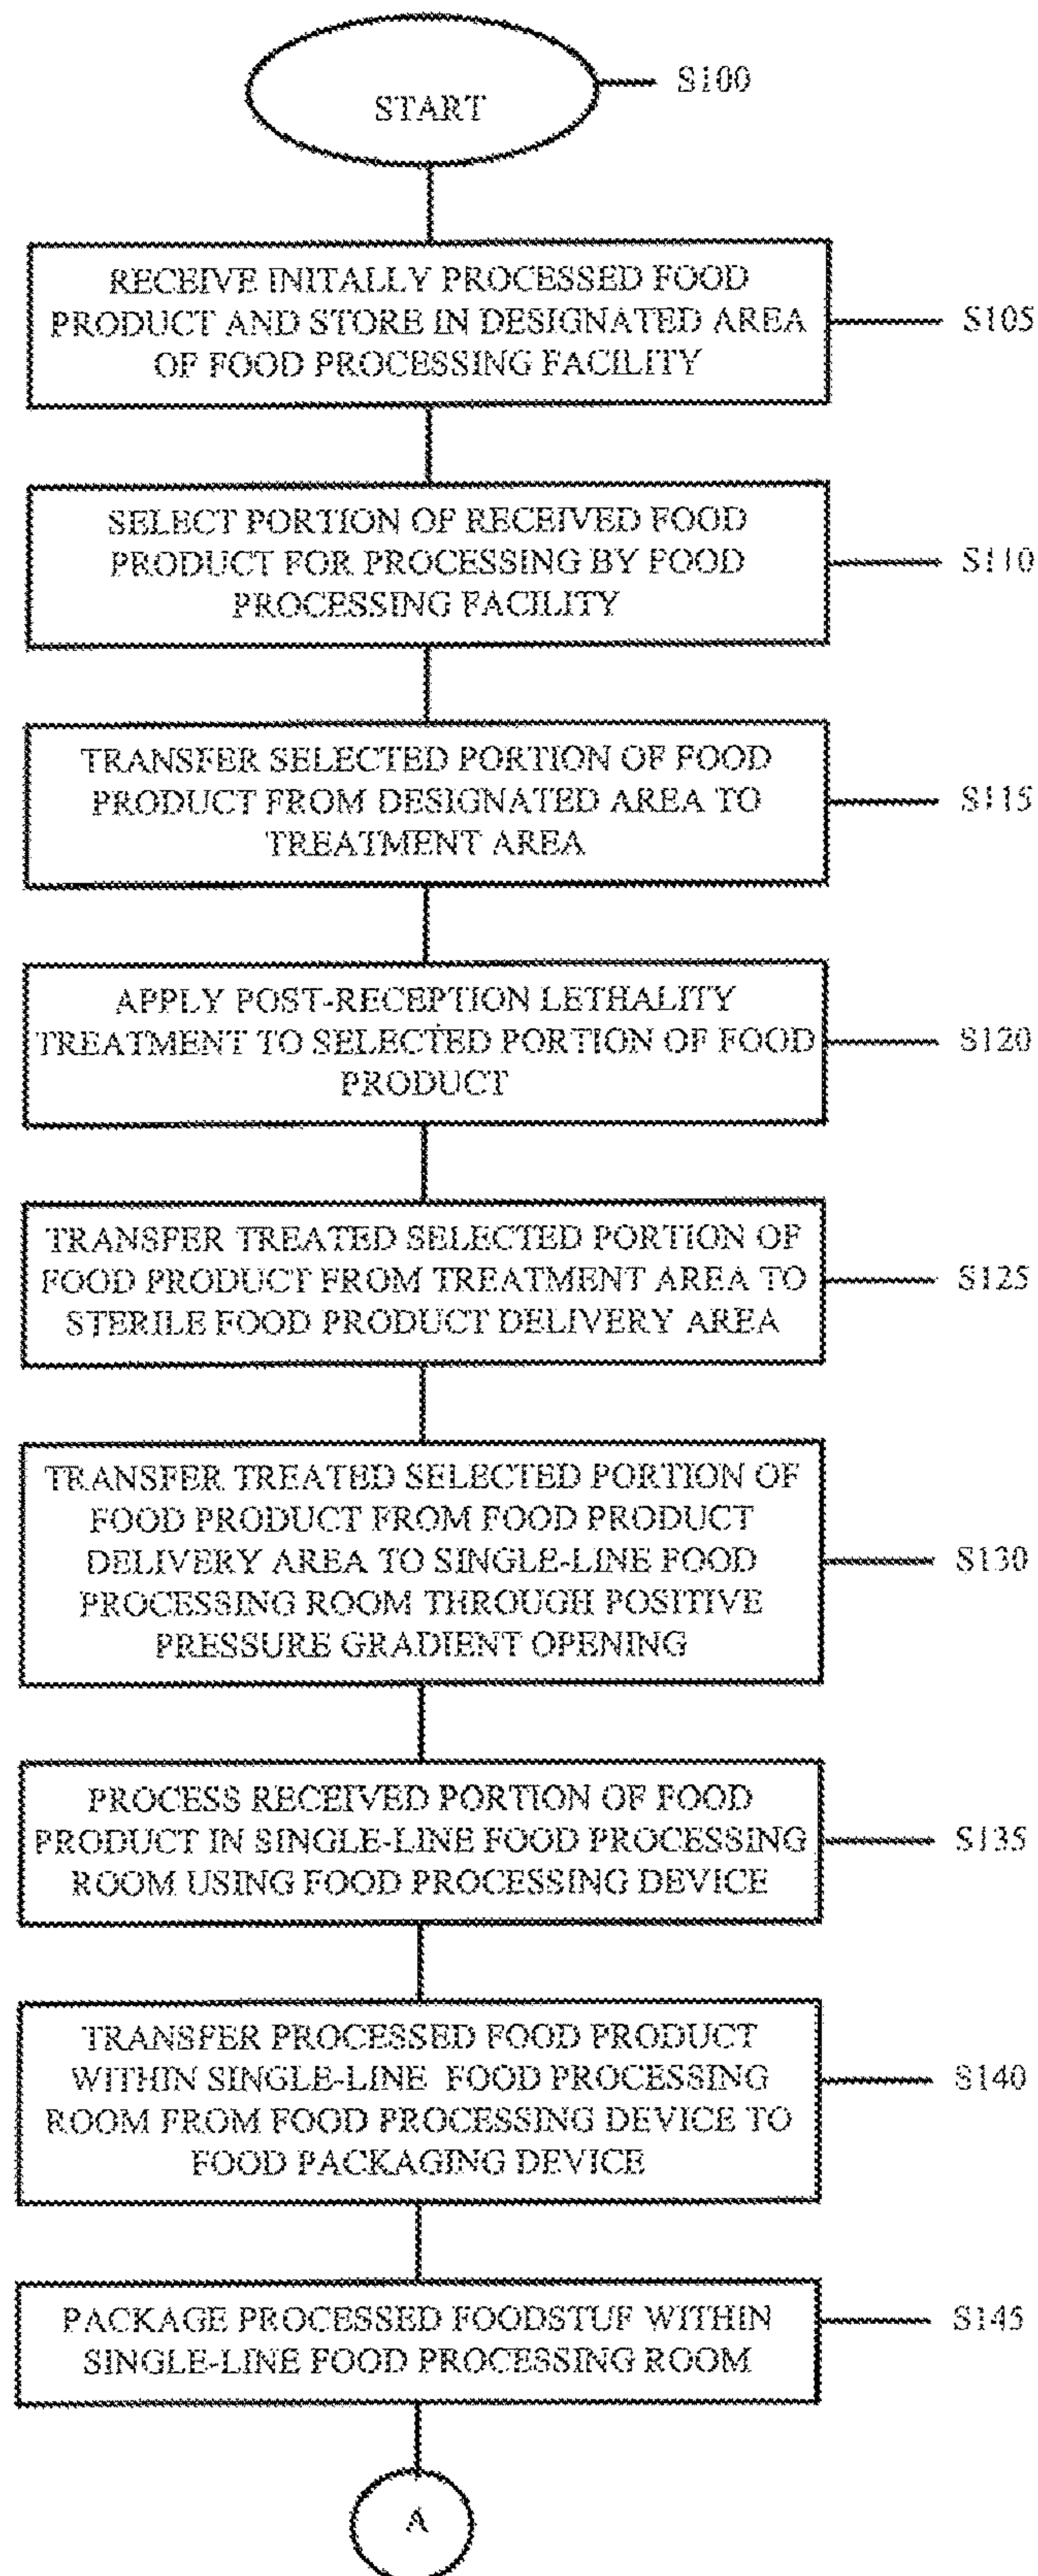 START
S100
RECEIVE INITALLY PROCESSED FOOD
PRODUCT AND STORE IN DESIGNATED AREA
OF FOOD PROCESSING FACILITY
S105
SELECT PORTION OF RECEIVED FOOD
PRODUCT FOR PROCESSING BY FOOD
PROCESSING FACILITY
S110
TRANSFER SELECTED PORTION OF FOOD
PRODUCT FROM DESIGNATED AREA TO
TREATMENT AREA
S115
APPLY POST-RECEPTION LETHALITY
TREATMENT TO SELECTED PORTION OF FOOD
PRODUCT
S120
TRANSFER TREATED SELECTED PORTION OF
FOOD PRODUCT FROM TREATMENT AREA TO
STERILE FOOD PRODUCT DELIVERY AREA
S125
TRANSFER TREATED SELECTED PORTION OF
FOOD PRODUCT FROM FOOD PRODUCT
DELIVERY AREA TO SINGLE-LINE FOOD
PROCESSING ROOM THROUGH POSITIVE
PRESSURE GRADIENT OPENING
S130
PROCESS RECEIVED PORTION OF FOOD
PRODUCT IN SINGLE-LINE FOOD PROCESSING
ROOM USING FOOD PROCESSING DEVICE
S135
TRANSFER PROCESSED FOOD PRODUCT
WITHIN SINGLE-LINE FOOD PROCESSING
ROOM FROM FOOD PROCESSING DEVICE TO
FOOD PACKAGING DEVICE
S140
PACKAGE PROCESSED FOODSTUF WITHIN
SINGLE-LINE FOOD PROCESSING ROOM
S145
A